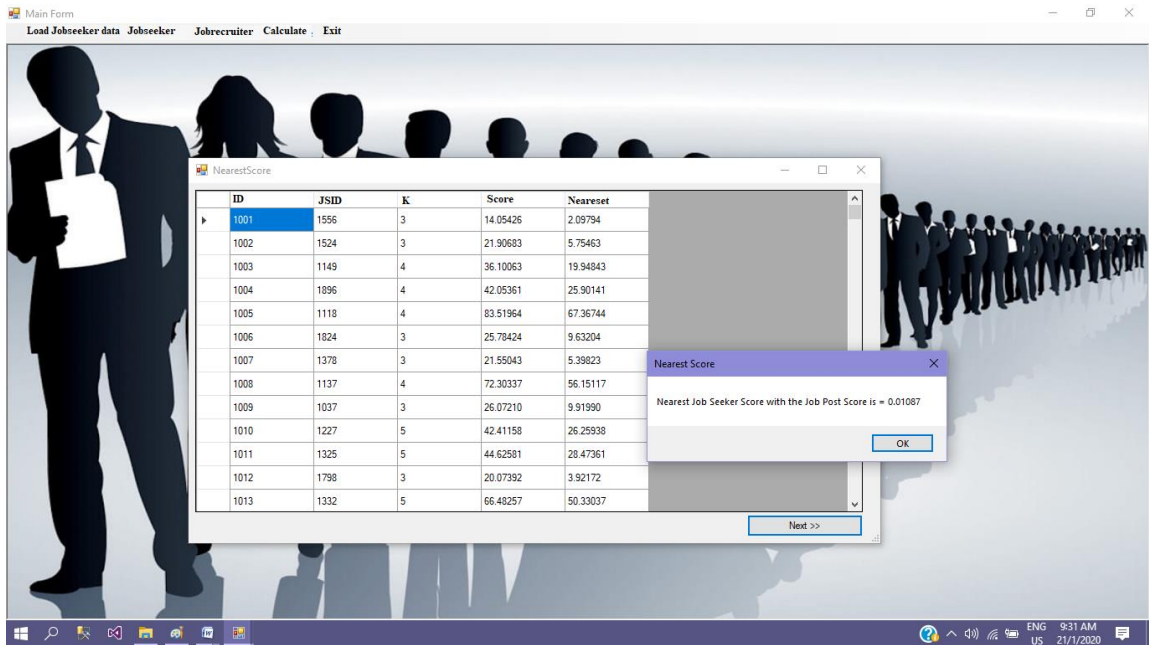 Main Form
Load Jobseeker data Jobseeker Jobrecruiter Calculate Exit
NearestScore
ID JSID K Score Neareset
1001 1556 3 14.05426 2.09794
1002 1524 3 21.90683 5.75463
1003 1149 4 36.10063 19.94843
1004 1896 4 42.05361 25.90141
1005 1118 4 83.51964 67.36744
1006 1824 3 25.78424 9.63204
1007 1378 3 21.55043 5.39823
1008 1137 4 72.30337 56.15117
1009 1037 3 26.07210 9.91990
1010 1227 5 42.41158 26.25938
1011 1325 5 44.62581 28.47361
1012 1798 3 20.07392 3.92172
1013 1332 5 66.48257 50.33037
Next >>
Nearest Score
Nearest Job Seeker Score with the Job Post Score is = 0.01087
OK
ENG 9:31 AM
US 21/1/2020